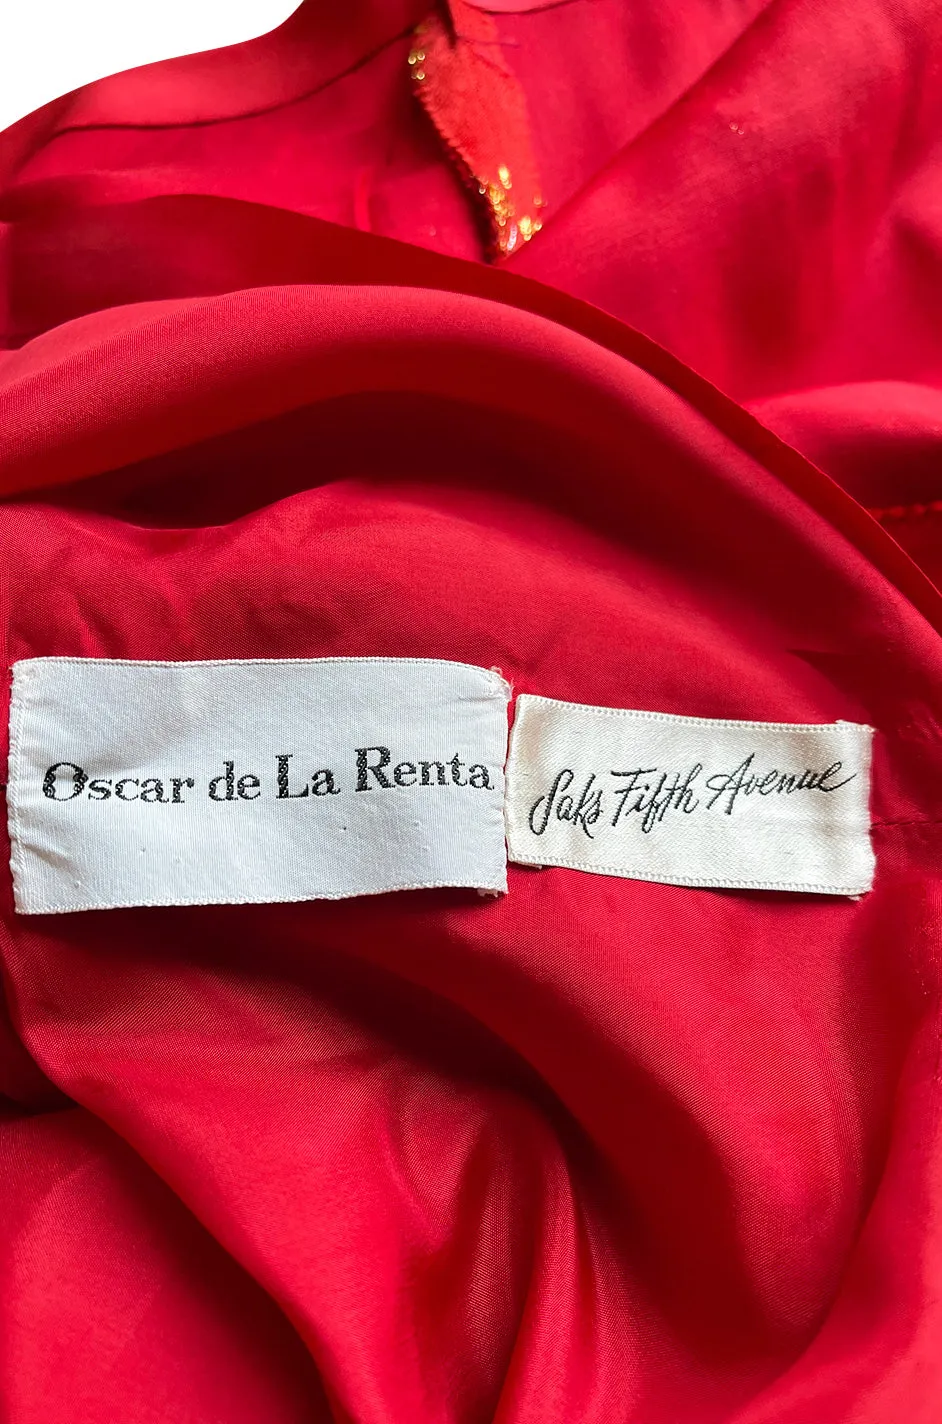 Oscar de La Renta
Saks Fifth Avenue